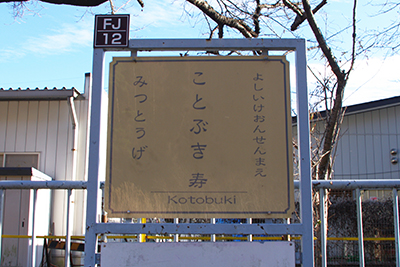 FJ
12
よしいけおんせんまえ
ことぶき
寿
みつとうげ
Kotobuki